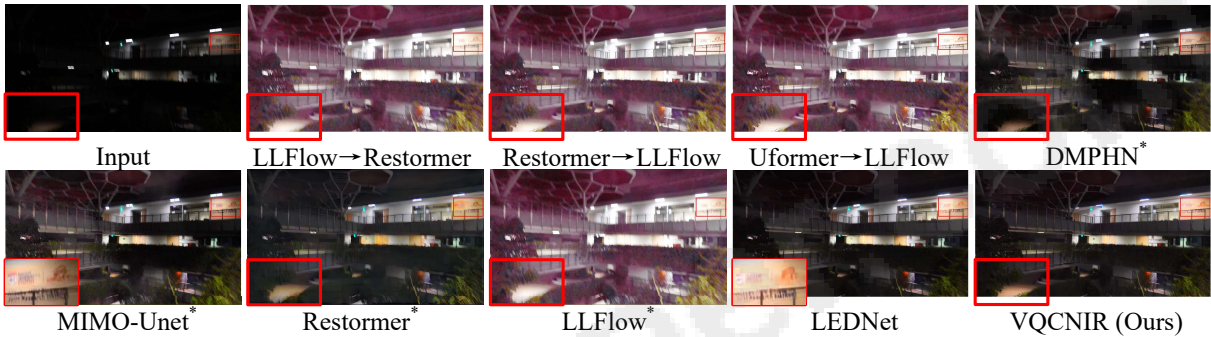 Input
LLFlow→Restormer
Restormer→LLFlow
Uformer→LLFlow
DMPHN*
MIMO-Unet*
Restormer*
LLFlow*
LEDNet
VQCNIR (Ours)